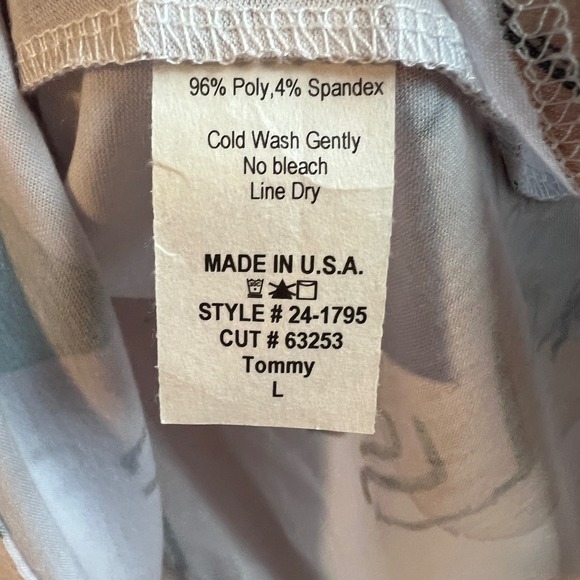 96% Poly,4% Spandex
Cold Wash Gently
No bleach
Line Dry
MADE IN U.S.A.
STYLE # 24-1795
CUT # 63253
Tommy
L